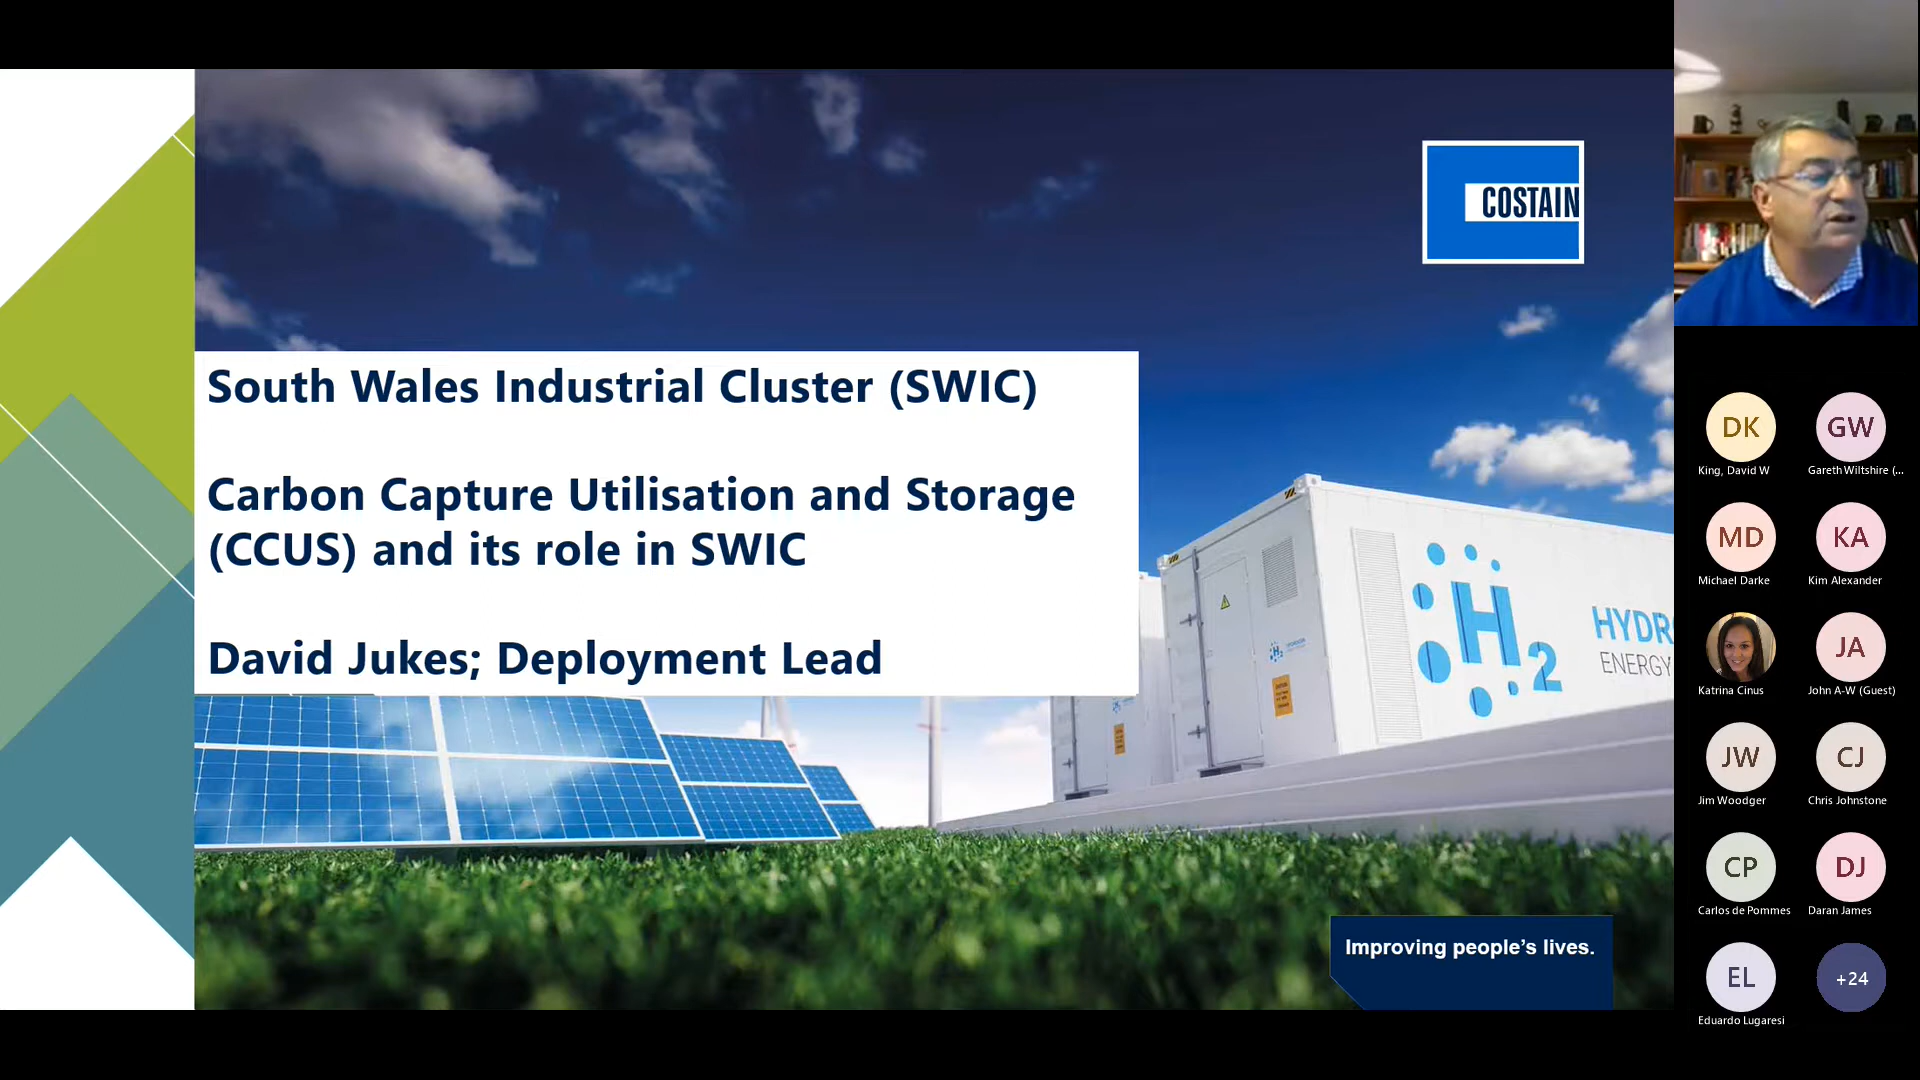 COSTAIN
South Wales Industrial Cluster (SWIC)
Carbon Capture Utilisation and Storage
(CCUS) and its role in SWIC
David Jukes; Deployment Lead
H2
HYDR
ENERGY
H2
Improving people's lives.
DK
GW
King, David W
Gareth Wiltshire (...
MD
KA
Michael Darke
Kim Alexander
JA
Katrina Cinus
John A-W (Guest)
JW
CJ
Jim Woodger
Chris Johnstone
CP
DJ
Carlos de Pommes
Daran James
EL
+24
Eduardo Lugaresi